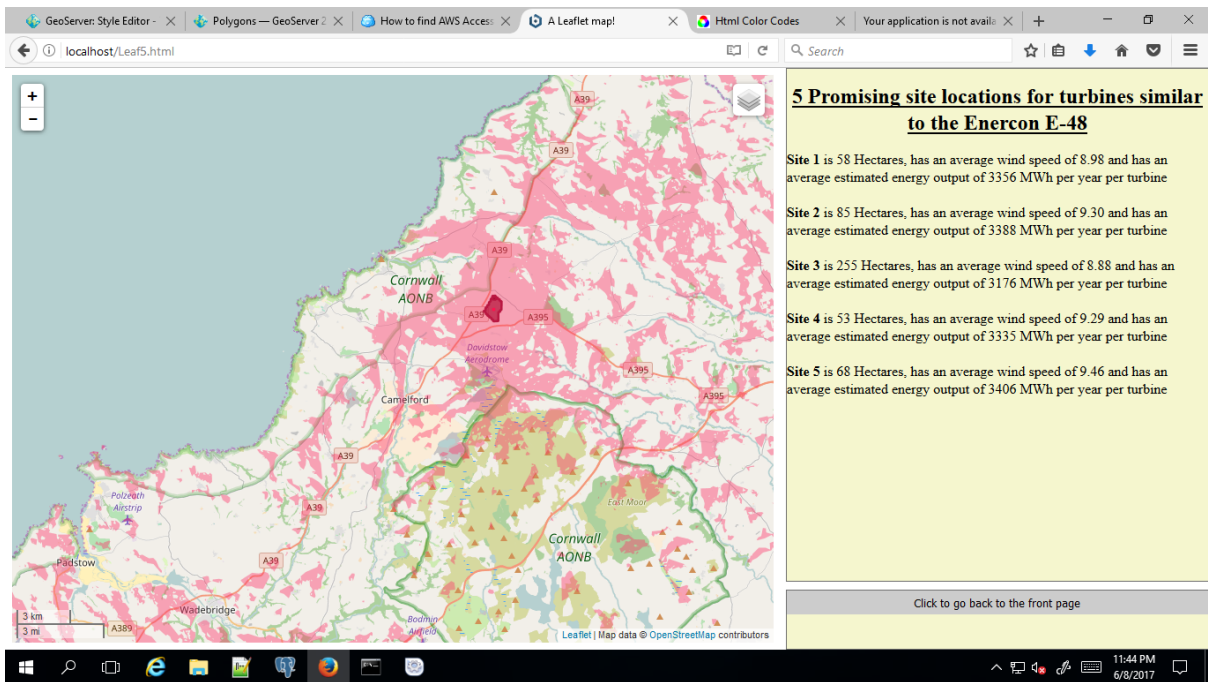 GeoServer: Style Editor -
Polygons — GeoServer 2
How to find AWS Access
A Leaflet map!
Html Color Codes
Your application is not availa
localhost/Leaf5.html
Search
+
−
A39
A39
A39
Cornwall
AONB
A39
A395
Davidstow
Aerodrome
A395
Camelford
A395
A39
Polzeath
Airstrip
A39
East Moor
Cornwall
AONB
Padstow
A39
Wadebridge
A389
Bodmin
Airfield
3 km
3 mi
Leaflet | Map data © OpenStreetMap contributors
5 Promising site locations for turbines similar
to the Enercon E-48
Site 1 is 58 Hectares, has an average wind speed of 8.98 and has an
average estimated energy output of 3356 MWh per year per turbine
Site 2 is 85 Hectares, has an average wind speed of 9.30 and has an
average estimated energy output of 3388 MWh per year per turbine
Site 3 is 255 Hectares, has an average wind speed of 8.88 and has an
average estimated energy output of 3176 MWh per year per turbine
Site 4 is 53 Hectares, has an average wind speed of 9.29 and has an
average estimated energy output of 3335 MWh per year per turbine
Site 5 is 68 Hectares, has an average wind speed of 9.46 and has an
average estimated energy output of 3406 MWh per year per turbine
Click to go back to the front page
11:44 PM
6/8/2017